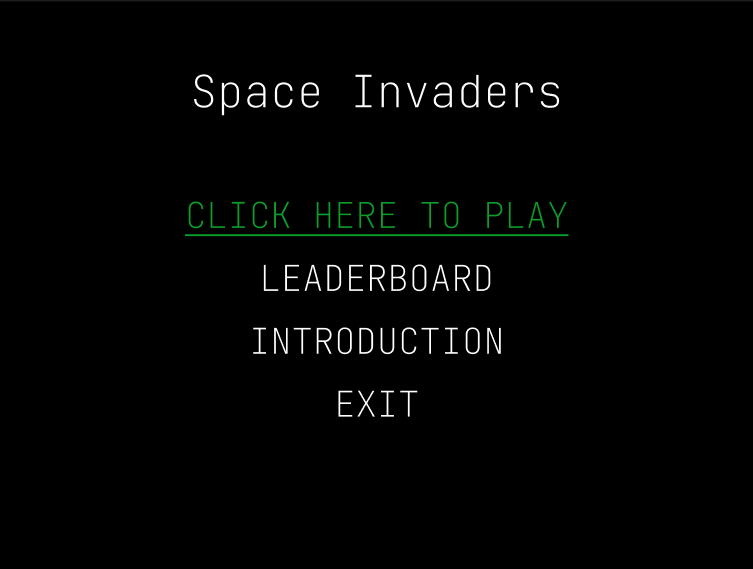 Space Invaders
CLICK HERE TO PLAY
LEADERBOARD
INTRODUCTION
EXIT